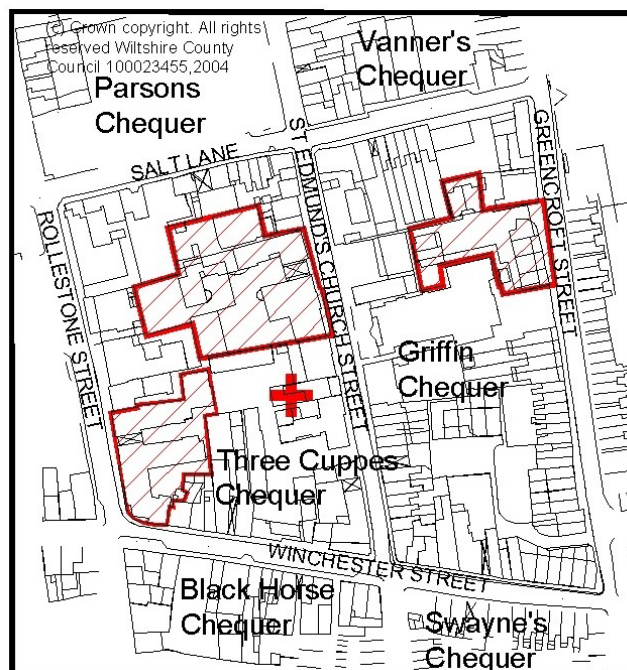 (c) Crown copyright. All rights
reserved Wiltshire County
Council 100023455,2004
Vanner's
Chequer
Parsons
Chequer
SALT LANE
ST EDMUND'S CHURCH STREET
GREENCROFT STREET
ROLLESTONE STREET
Griffin
Chequer
Three Cuppes
Chequer
WINCHESTER STREET
Black Horse
Chequer
Swayne's
Chequer